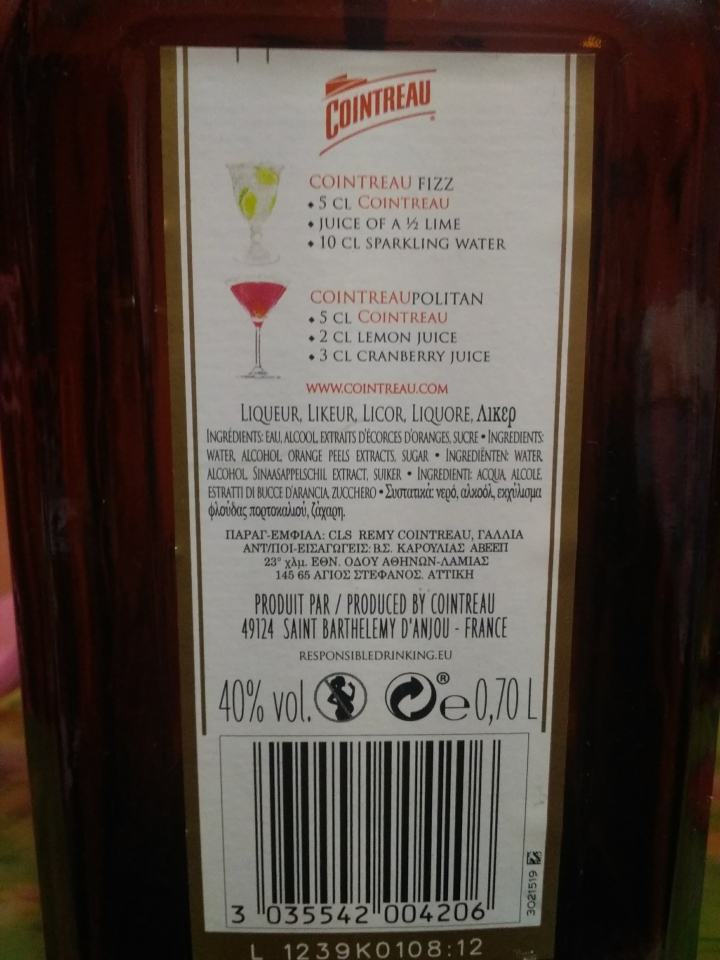 COINTREAU
COINTREAU FIZZ
• 5 CL COINTREAU
• JUICE OF A ½ LIME
• 10 CL SPARKLING WATER
COINTREAUPOLITAN
• 5 CL COINTREAU
• 2 CL LEMON JUICE
• 3 CL CRANBERRY JUICE
WWW.COINTREAU.COM
LIQUEUR, LIKEUR, LICOR, LIQUORE, Λικερ
INGRÉDIENTS: EAU, ALCOOL, EXTRAITS D'ÉCORCES D'ORANGES, SUCRE • INGREDIENTS:
WATER, ALCOHOL, ORANGE PEELS EXTRACTS, SUGAR • INGREDIËNTEN: WATER,
ALCOHOL, SINAASAPPELSCHIL EXTRACT, SUIKER • INGREDIENTI: ACQUA, ALCOLE,
ESTRATTI DI BUCCE D'ARANCIA, ZUCCHERO • Συστατικά: νερό, αλκοόλ, εκχύλισμα
φλούδας πορτοκαλιού, ζάχαρη.
ΠΑΡΑΓ-ΕΜΦΙΑΛ: CLS REMY COINTREAU, ΓΑΛΛΙΑ
ΑΝΤ/ΠΟΙ-ΕΙΣΑΓΩΓΕΙΣ: Β.Σ. ΚΑΡΟΥΛΙΑΣ ΑΒΕΕΠ
23° χλμ. ΕΘΝ. ΟΔΟΥ ΑΘΗΝΩΝ-ΛΑΜΙΑΣ
145 65 ΑΓΙΟΣ ΣΤΕΦΑΝΟΣ. ΑΤΤΙΚΗ
PRODUIT PAR / PRODUCED BY COINTREAU
49124 SAINT BARTHELEMY D'ANJOU - FRANCE
RESPONSIBLEDRINKING.EU
40% vol. ® e 0,70 L
3021519
3 035542 004206
L 1239K0108:12